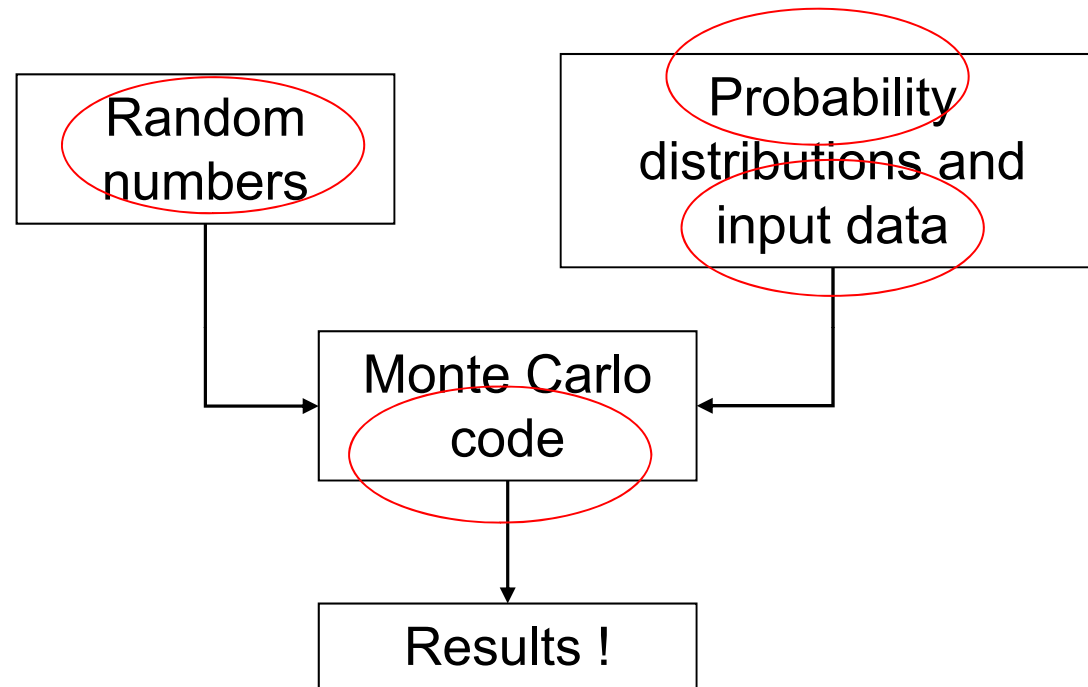 Random
numbers
Probability
distributions and
input data
Monte Carlo
code
Results !